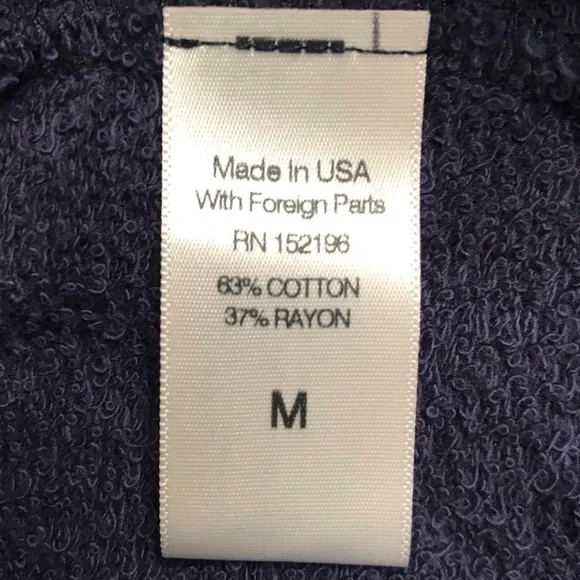 Made In USA
With Foreign Parts
RN 152196
63% COTTON
37% RAYON
M